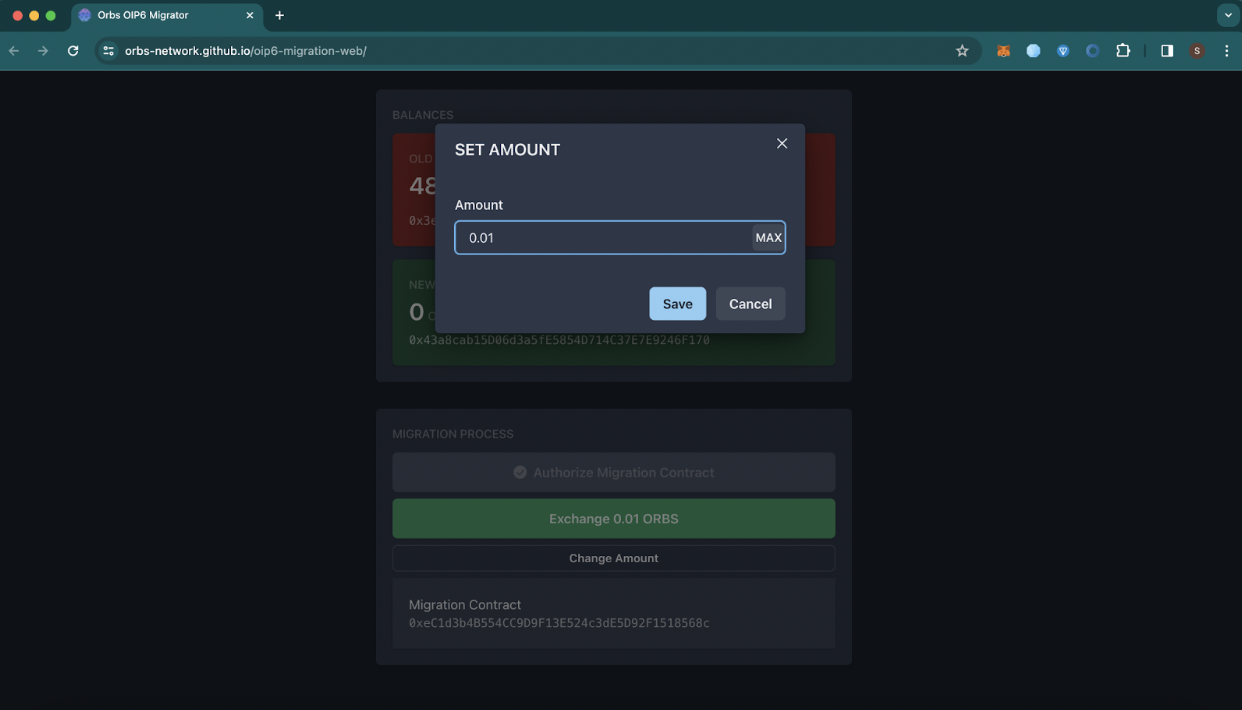 Orbs OIP6 Migrator
orbs-network.github.io/oip6-migration-web/
S
BALANCES
SET AMOUNT
OLD
48
Amount
0x3e
0.01 MAX
NEW
Save Cancel
0
0x43a8cab15D06d3a5fE5854D714C37E7E9246F170
MIGRATION PROCESS
Authorize Migration Contract
Exchange 0.01 ORBS
Change Amount
Migration Contract
0xeC1d3b4B554CC9D9F13E524c3dE5D92F1518568c